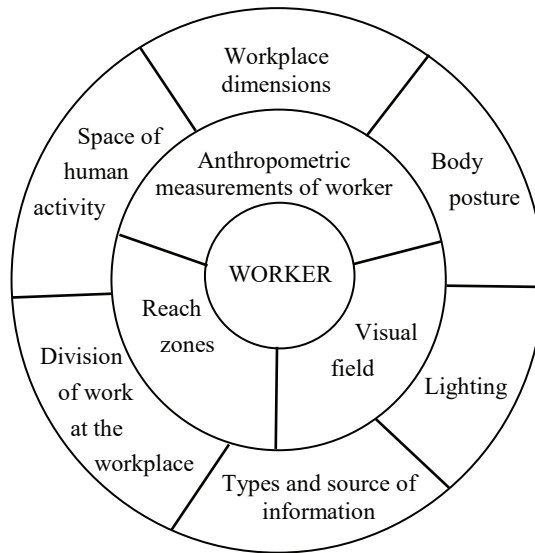 Workplace
dimensions
Space of
human
activity
Anthropometric
measurements of worker
Body
posture
WORKER
Reach
zones
Visual
field
Division
of work
at the
workplace
Lighting
Types and source of
information